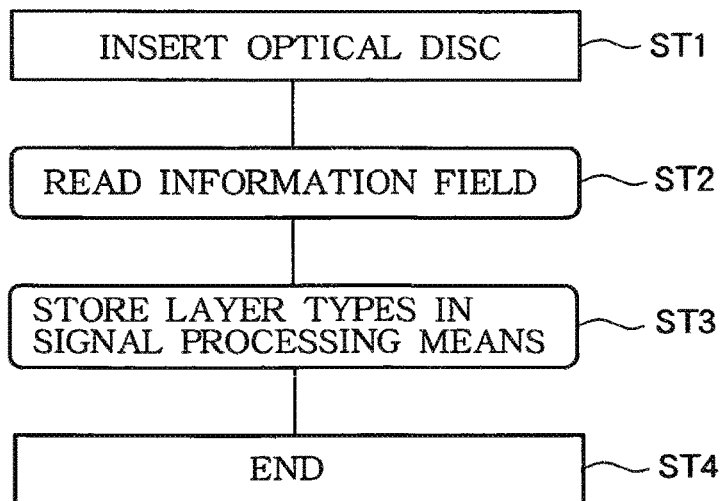 INSERT OPTICAL DISC
ST1
READ INFORMATION FIELD
ST2
STORE LAYER TYPES IN
SIGNAL PROCESSING MEANS
ST3
END
ST4